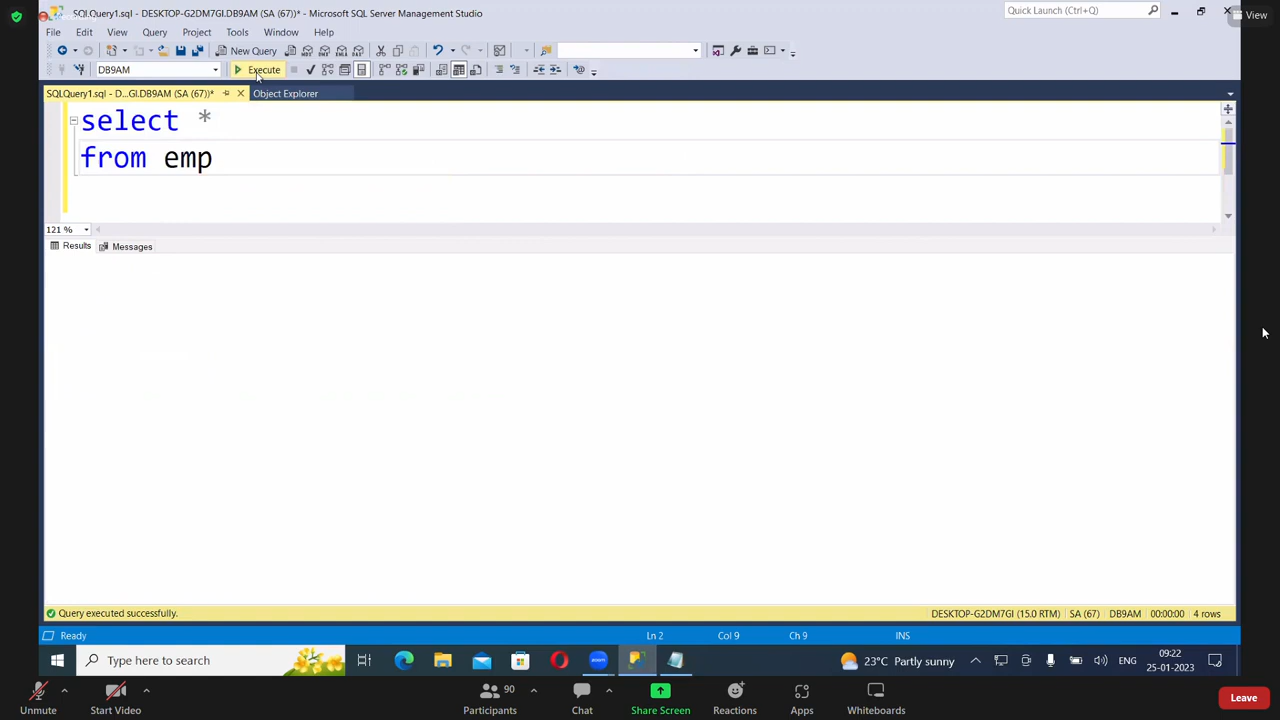 SQLQuery1.sql - DESKTOP-G2DM7GI.DB9AM (SA (67))* - Microsoft SQL Server Management Studio
Quick Launch (Ctrl+Q)
View
File Edit View Query Project Tools Window Help
New Query
DB9AM
Execute
SQLQuery1.sql - D...GI.DB9AM (SA (67))*
Object Explorer
select *
from emp
121 %
Results
Messages
Query executed successfully.
DESKTOP-G2DM7GI (15.0 RTM)
SA (67)
DB9AM
00:00:00
4 rows
Ready
Ln 2
Col 9
Ch 9
INS
Type here to search
zoom
23°C Partly sunny
ENG
09:22
25-01-2023
Unmute
Start Video
90
Participants
Chat
Share Screen
Reactions
Apps
Whiteboards
Leave